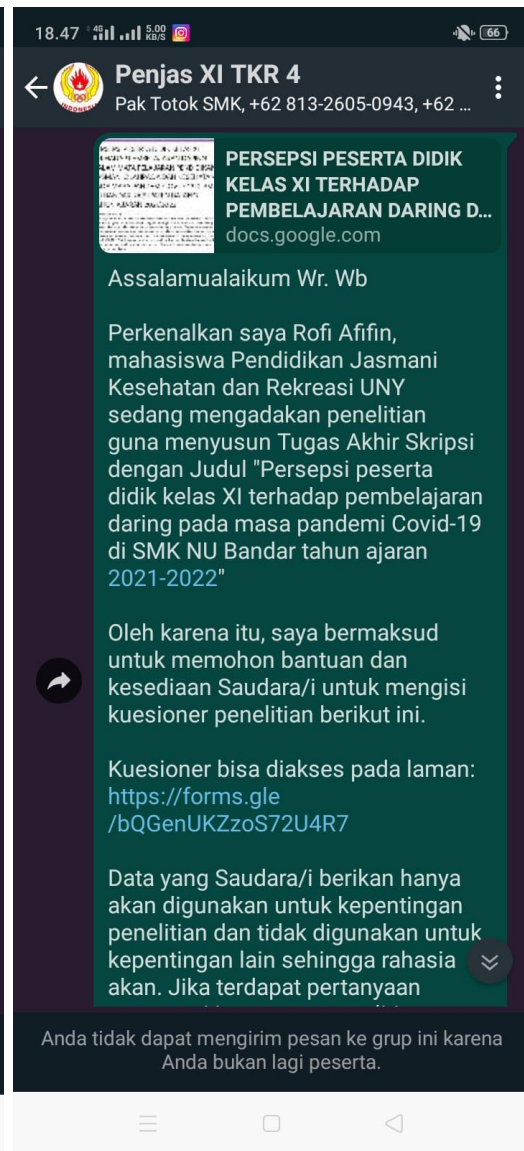 18.47 4G 5.00 KB/S 66
Penjas XI TKR 4
Pak Totok SMK, +62 813-2605-0943, +62 ...
PERSEPSI PESERTA DIDIK
KELAS XI TERHADAP
PEMBELAJARAN DARING D...
docs.google.com
Assalamualaikum Wr. Wb
Perkenalkan saya Rofi Afifin,
mahasiswa Pendidikan Jasmani
Kesehatan dan Rekreasi UNY
sedang mengadakan penelitian
guna menyusun Tugas Akhir Skripsi
dengan Judul "Persepsi peserta
didik kelas XI terhadap pembelajaran
daring pada masa pandemi Covid-19
di SMK NU Bandar tahun ajaran
2021-2022"
Oleh karena itu, saya bermaksud
untuk memohon bantuan dan
kesediaan Saudara/i untuk mengisi
kuesioner penelitian berikut ini.
Kuesioner bisa diakses pada laman:
https://forms.gle
/bQGenUKZzoS72U4R7
Data yang Saudara/i berikan hanya
akan digunakan untuk kepentingan
penelitian dan tidak digunakan untuk
kepentingan lain sehingga rahasia
akan. Jika terdapat pertanyaan
Anda tidak dapat mengirim pesan ke grup ini karena
Anda bukan lagi peserta.